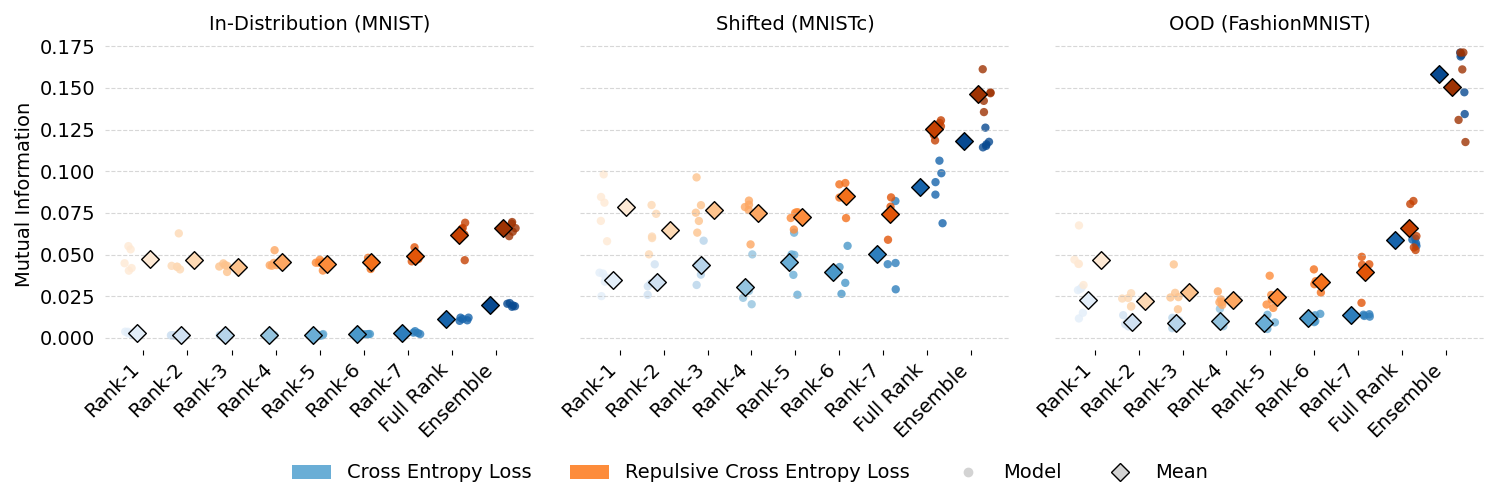 In-Distribution (MNIST)
Shifted (MNISTc)
OOD (FashionMNIST)
Mutual Information
0.175
0.150
0.125
0.100
0.075
0.050
0.025
0.000
Rank-1
Rank-2
Rank-3
Rank-4
Rank-5
Rank-6
Rank-7
Full Rank
Ensemble
Rank-1
Rank-2
Rank-3
Rank-4
Rank-5
Rank-6
Rank-7
Full Rank
Ensemble
Rank-1
Rank-2
Rank-3
Rank-4
Rank-5
Rank-6
Rank-7
Full Rank
Ensemble
Cross Entropy Loss
Repulsive Cross Entropy Loss
Model
Mean